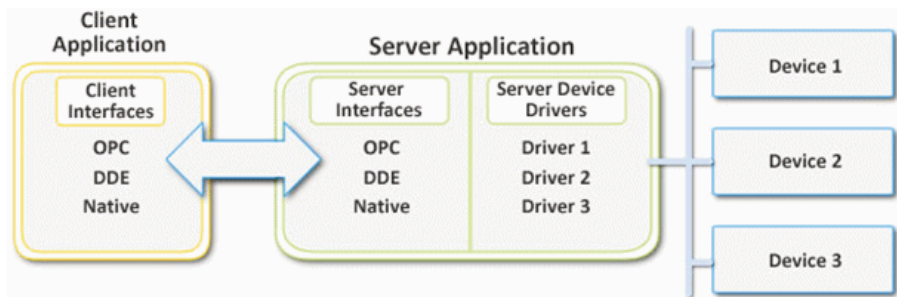 Client
Application
Client
Interfaces
OPC
DDE
Native
Server Application
Server
Interfaces
OPC
DDE
Native
Server Device
Drivers
Driver 1
Driver 2
Driver 3
Device 1
Device 2
Device 3